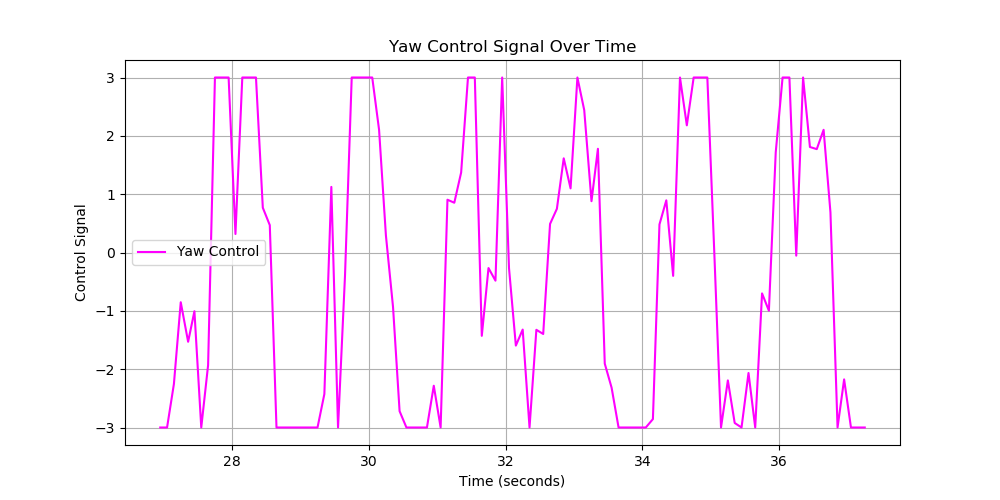 Yaw Control Signal Over Time
3
2
1
0
−1
−2
−3
Control Signal
Yaw Control
28 30 32 34 36
Time (seconds)